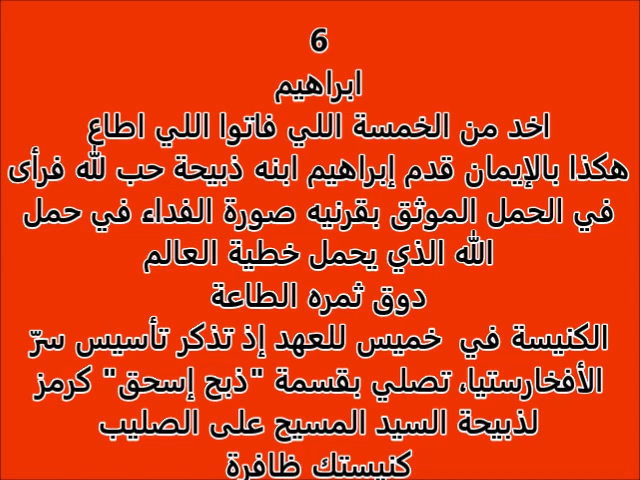 6
ابراهيم
اخد من الخمسة اللي فاتوا اللي اطاع
هكذا بالإيمان قدم إبراهيم ابنه ذبيحة حب لله فرأى
في الحمل الموثق بقرنيه صورة الفداء في حمل
الله الذي يحمل خطية العالم
دوق ثمره الطاعة
الكنيسة في خميس للعهد إذ تذكر تأسيس سرّ
الأفخارستيا، تصلي بقسمة "ذبح إسحق" كرمز
لذبيحة السيد المسيح على الصليب
كنيستك ظافرة